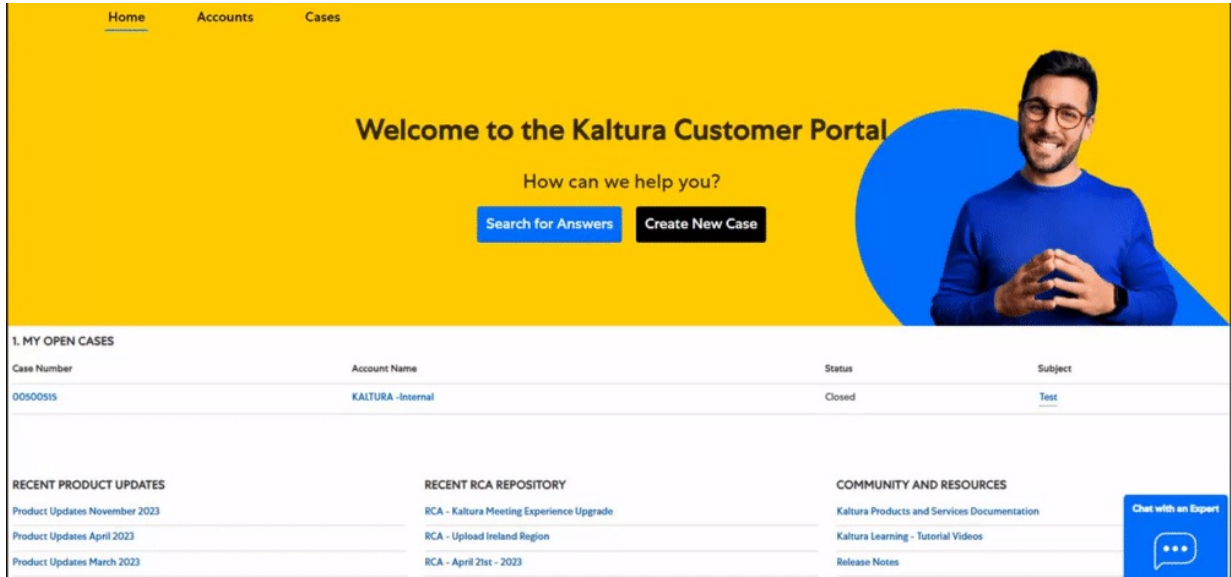 Home Accounts Cases
Welcome to the Kaltura Customer Portal
How can we help you?
Search for Answers Create New Case
1. MY OPEN CASES
Case Number Account Name Status Subject
00500515 KALTURA -Internal Closed Test
RECENT PRODUCT UPDATES
Product Updates November 2023
Product Updates April 2023
Product Updates March 2023
RECENT RCA REPOSITORY
RCA - Kaltura Meeting Experience Upgrade
RCA - Upload Ireland Region
RCA - April 21st - 2023
COMMUNITY AND RESOURCES
Kaltura Products and Services Documentation
Kaltura Learning - Tutorial Videos
Release Notes
Chat with an Expert